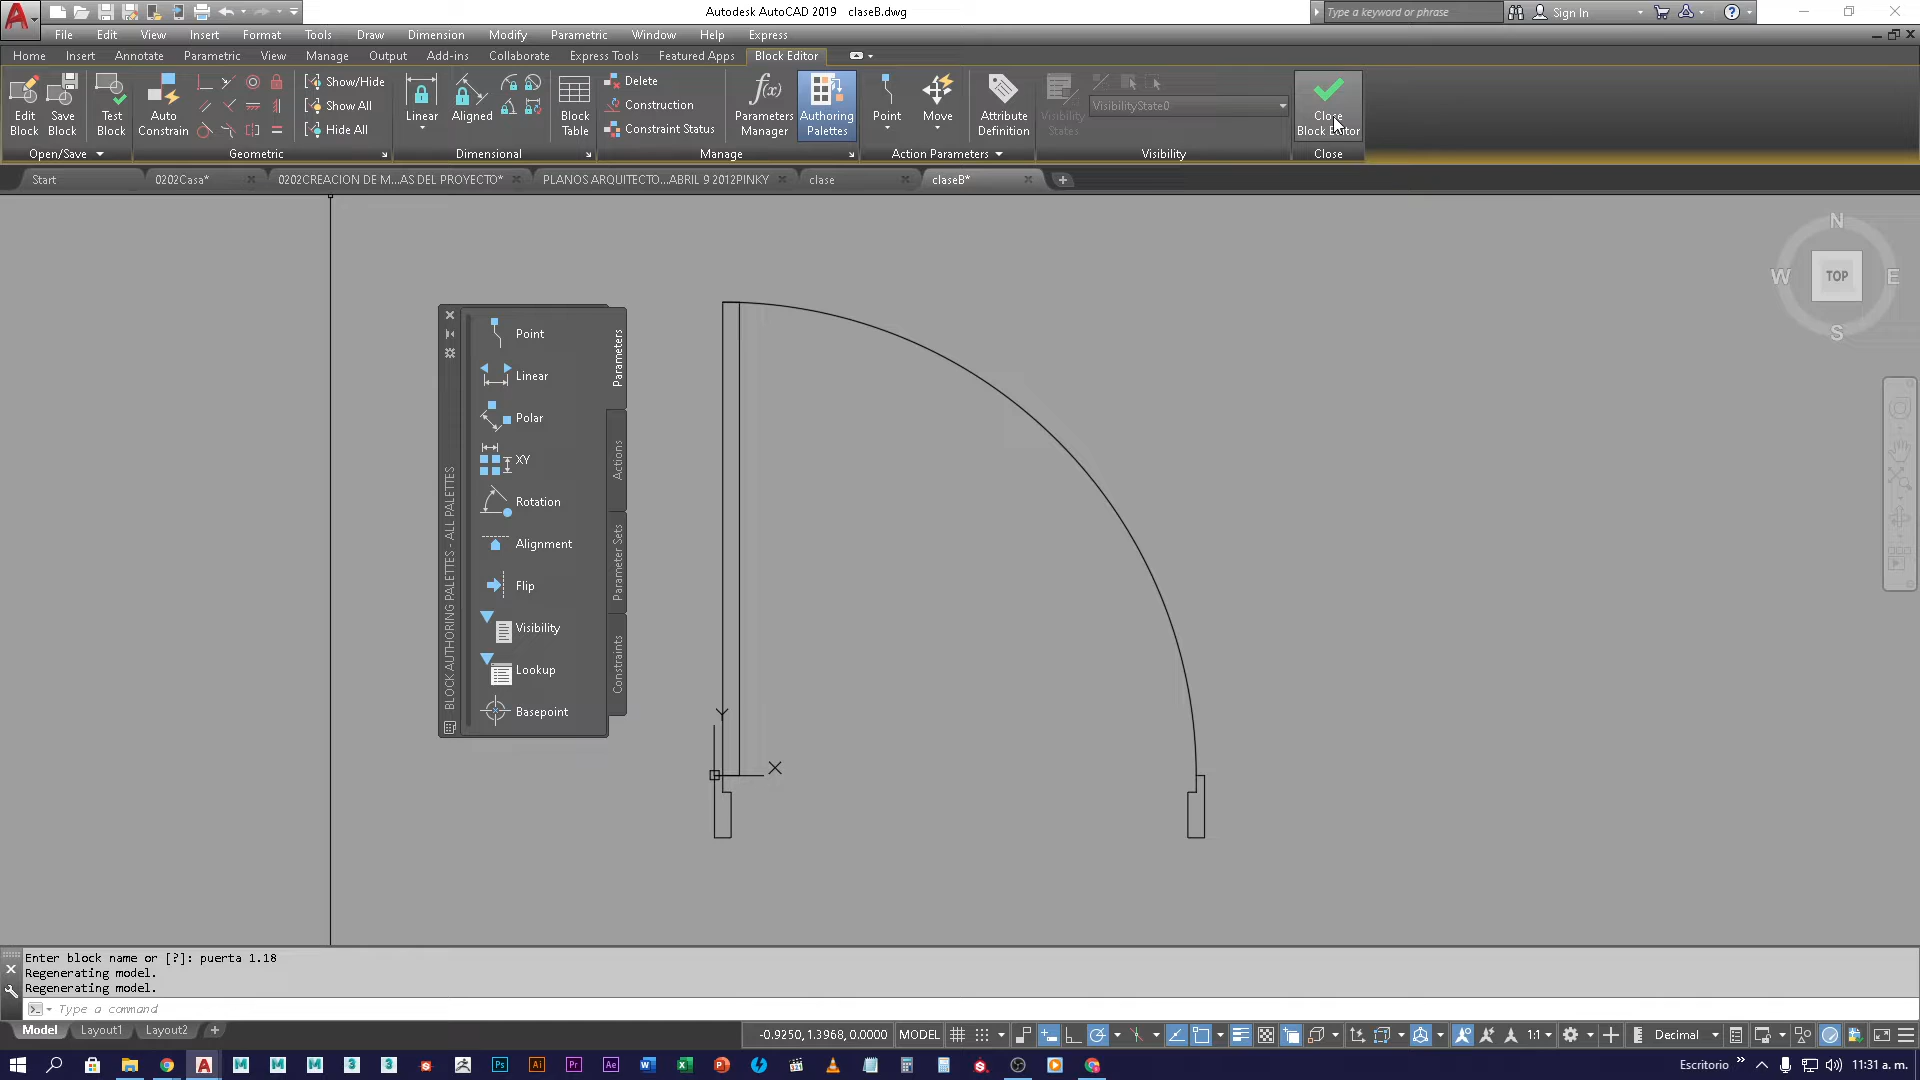 Autodesk AutoCAD 2019 claseB.dwg
Type a keyword or phrase
Sign In
File Edit View Insert Format Tools Draw Dimension Modify Parametric Window Help Express
Home Insert Annotate Parametric View Manage Output Add-ins Collaborate Express Tools Featured Apps Block Editor
Edit Block
Save Block
Test Block
Auto Constrain
Show/Hide
Show All
Hide All
Linear
Aligned
Block Table
Delete
Construction
Constraint Status
Parameters Manager
Authoring Palettes
Point
Move
Attribute Definition
Visibility States
VisibilityState0
Close Block Editor
Open/Save
Geometric
Dimensional
Manage
Action Parameters
Visibility
Close
Start
0202Casa*
0202CREACION DE M...AS DEL PROYECTO*
PLANOS ARQUITECTO...ABRIL 9 2012PINKY
clase
claseB*
N
W
TOP
E
S
Point
Linear
Polar
XY
Rotation
Alignment
Flip
Visibility
Lookup
Basepoint
Parameters
Actions
Parameter Sets
Constraints
BLOCK AUTHORING PALETTES - ALL PALETTES
Y
X
Enter block name or [?]: puerta 1.18
Regenerating model.
Regenerating model.
Type a command
Model
Layout1
Layout2
-0.9250, 1.3968, 0.0000
MODEL
1:1
Decimal
Escritorio
11:31 a. m.